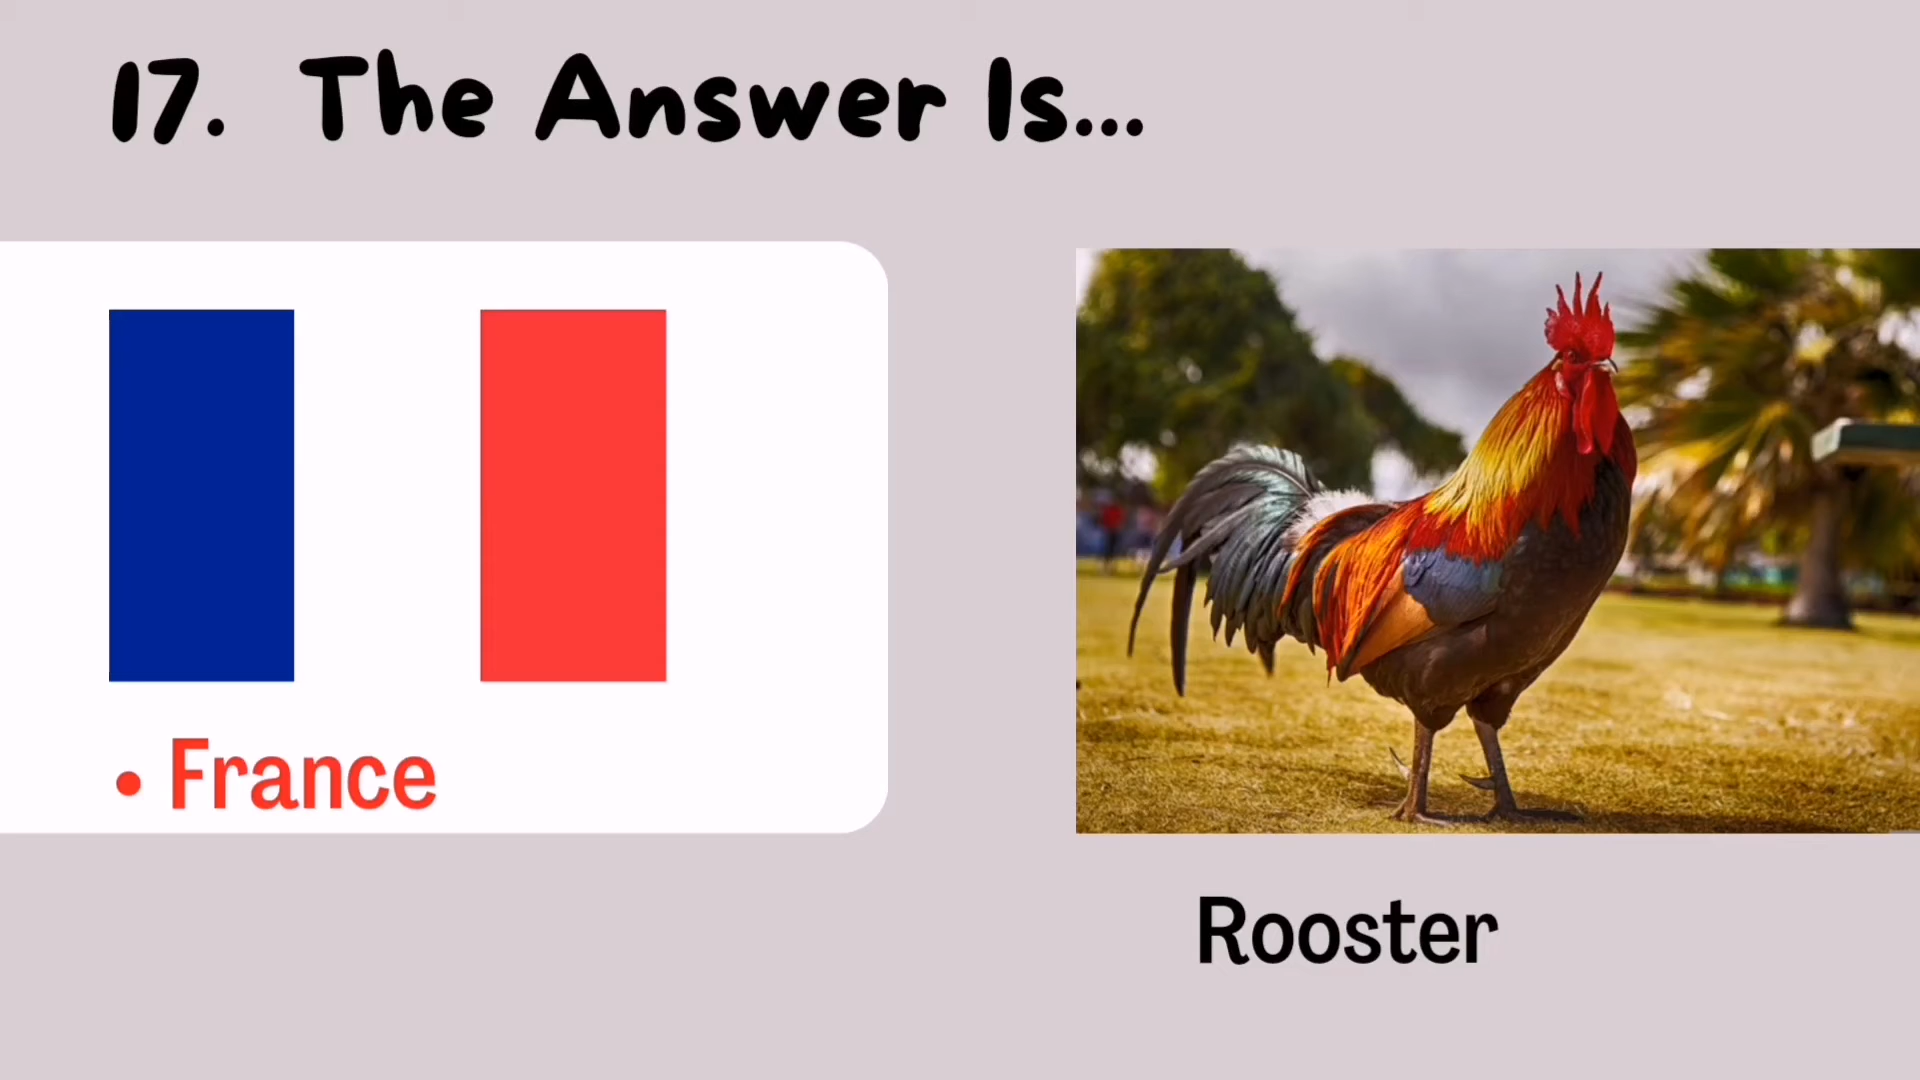 17. The Answer Is...
• France
Rooster